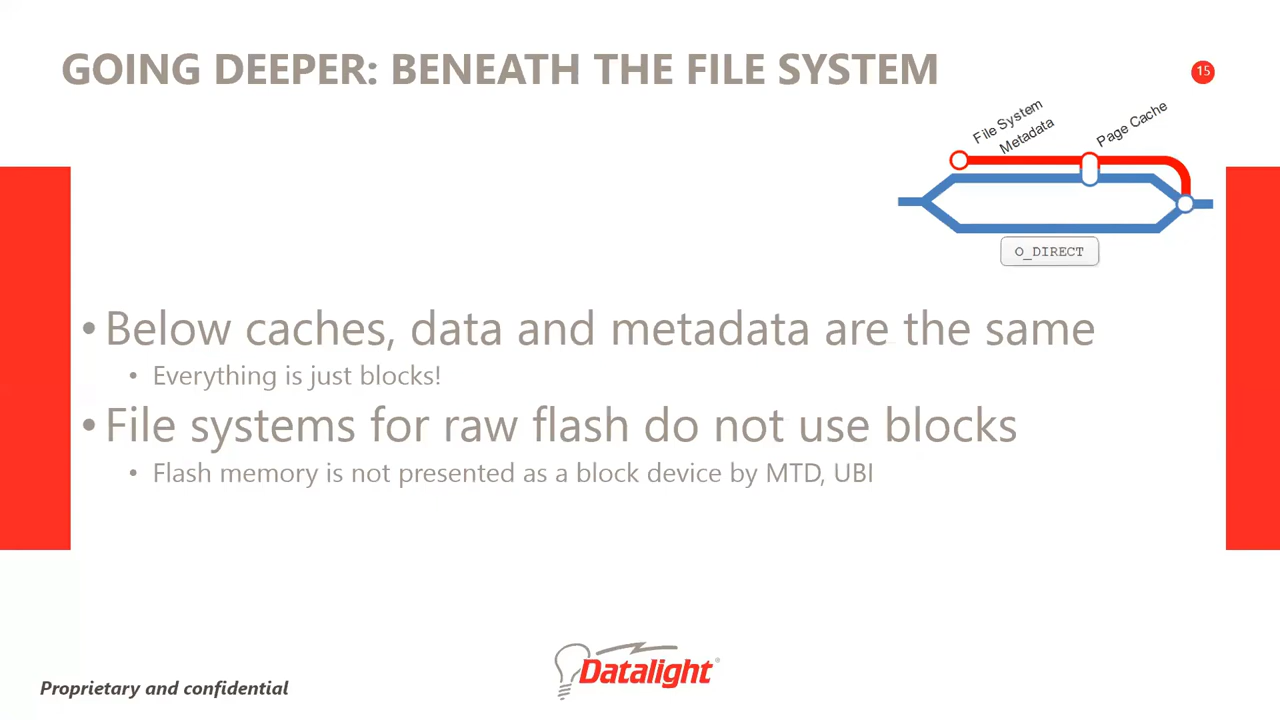 GOING DEEPER: BENEATH THE FILE SYSTEM
15
File System
Metadata
Page Cache
O_DIRECT
• Below caches, data and metadata are the same
• Everything is just blocks!
• File systems for raw flash do not use blocks
• Flash memory is not presented as a block device by MTD, UBI
Proprietary and confidential
Datalight®